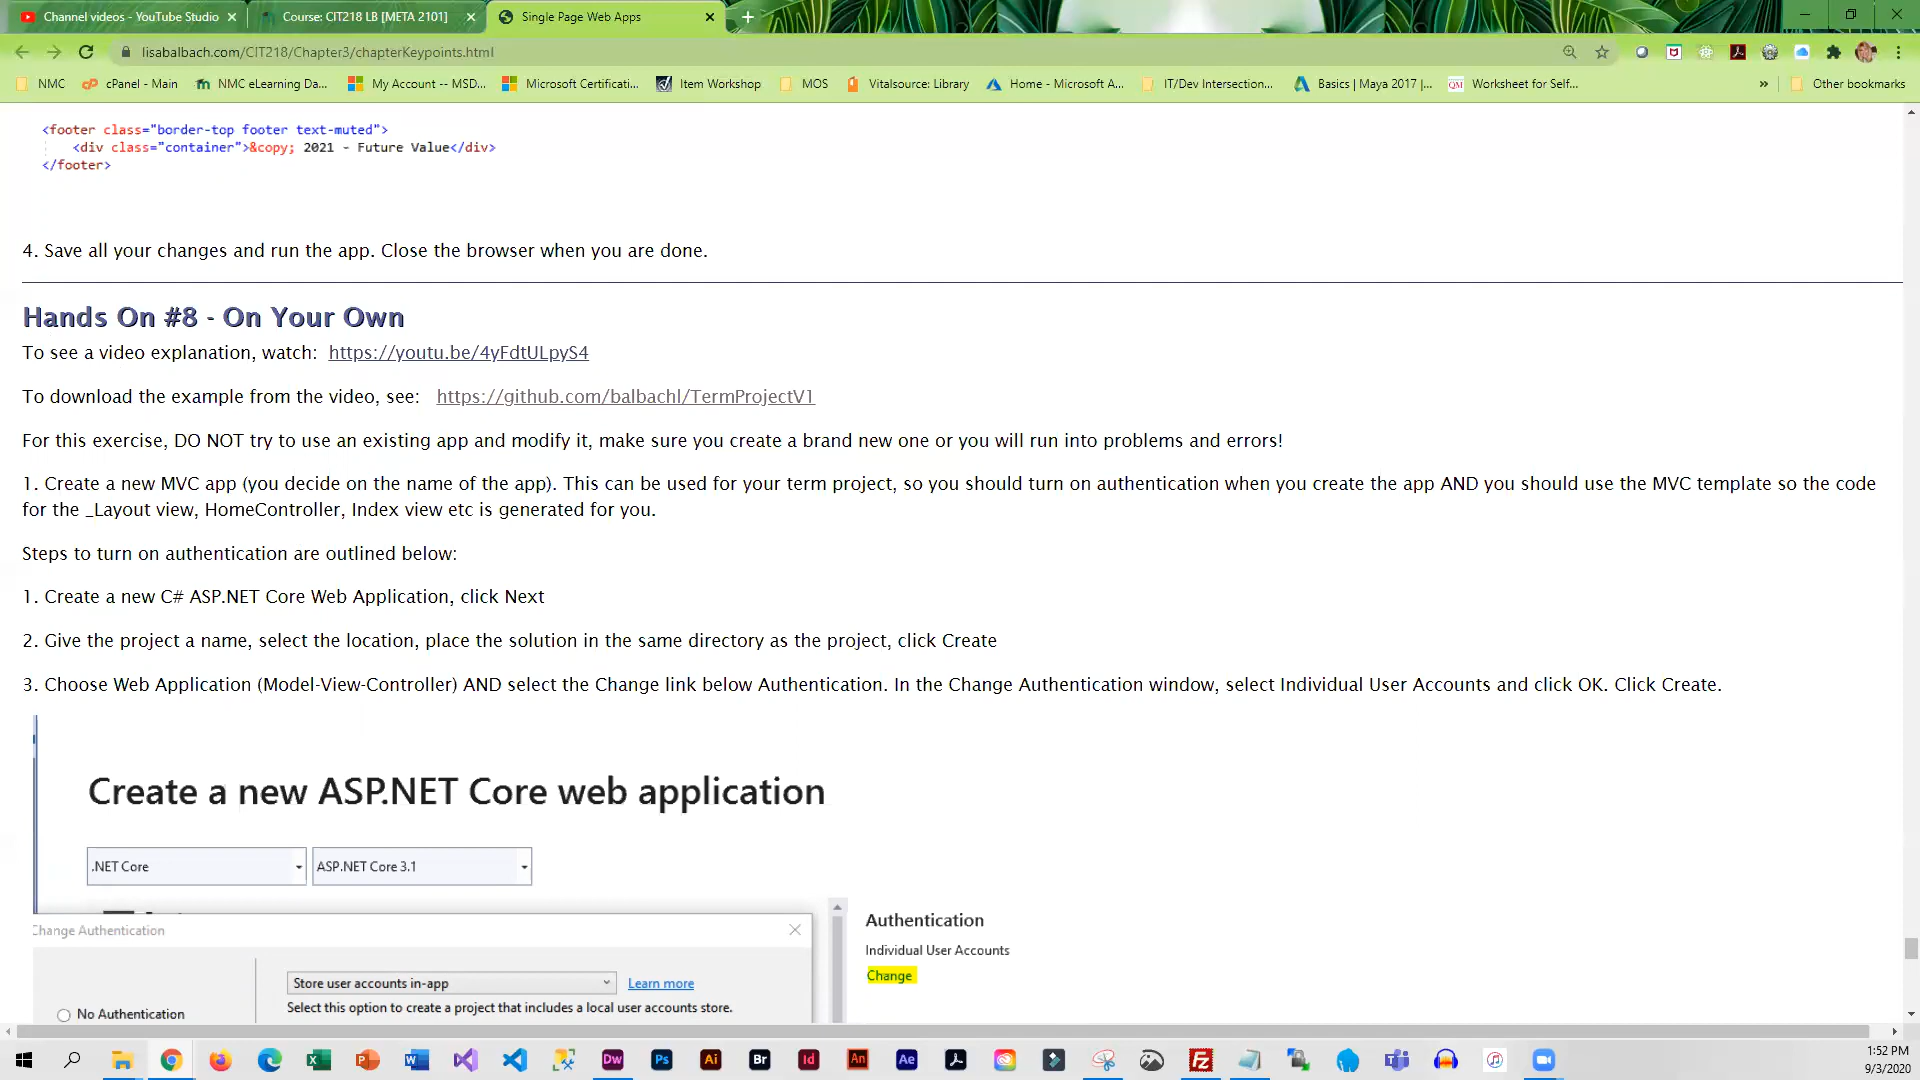 Channel videos - YouTube Studio
Course: CIT218 LB [META 2101]
Single Page Web Apps
lisabalbach.com/CIT218/Chapter3/chapterKeypoints.html
NMC cPanel - Main NMC eLearning Da... My Account -- MSD... Microsoft Certificati... Item Workshop MOS Vitalsource: Library Home - Microsoft A... IT/Dev Intersection... Basics | Maya 2017 |... QM Worksheet for Self... » Other bookmarks
<footer class="border-top footer text-muted">
<div class="container">&copy; 2021 - Future Value</div>
</footer>
4. Save all your changes and run the app. Close the browser when you are done.
Hands On #8 - On Your Own
To see a video explanation, watch: https://youtu.be/4yFdtULpyS4
To download the example from the video, see: https://github.com/balbachl/TermProjectV1
For this exercise, DO NOT try to use an existing app and modify it, make sure you create a brand new one or you will run into problems and errors!
1. Create a new MVC app (you decide on the name of the app). This can be used for your term project, so you should turn on authentication when you create the app AND you should use the MVC template so the code
for the _Layout view, HomeController, Index view etc is generated for you.
Steps to turn on authentication are outlined below:
1. Create a new C# ASP.NET Core Web Application, click Next
2. Give the project a name, select the location, place the solution in the same directory as the project, click Create
3. Choose Web Application (Model-View-Controller) AND select the Change link below Authentication. In the Change Authentication window, select Individual User Accounts and click OK. Click Create.
Create a new ASP.NET Core web application
.NET Core ASP.NET Core 3.1
Change Authentication
Authentication
Individual User Accounts
Change
Store user accounts in-app Learn more
Select this option to create a project that includes a local user accounts store.
No Authentication
Dw Ps Ai Br Id An Ae Fz
1:52 PM
9/3/2020